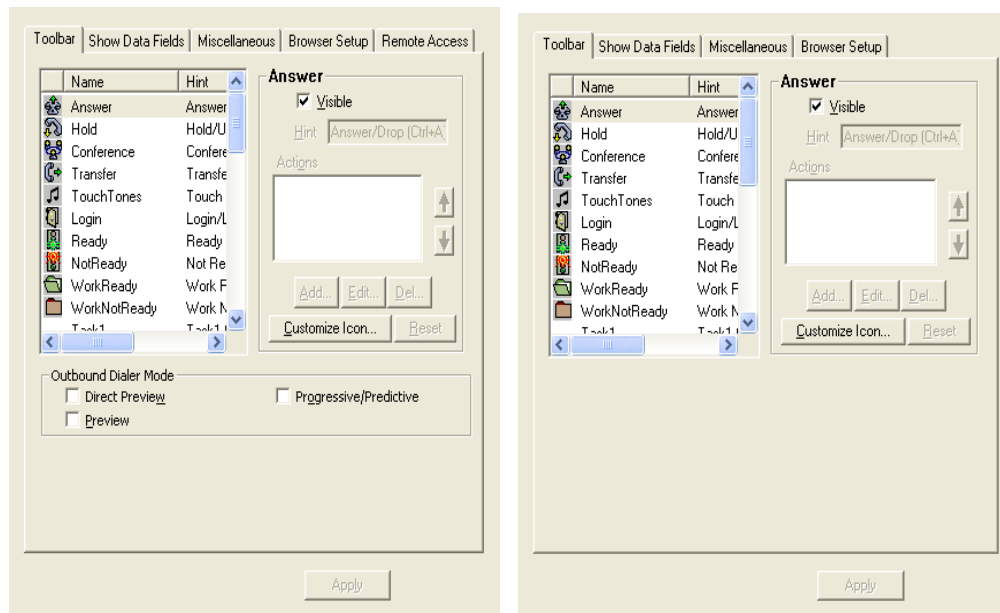 Toolbar Show Data Fields Miscellaneous Browser Setup Remote Access
Name Hint
Answer Answer
Hold Hold/U
Conference Confere
Transfer Transfe
TouchTones Touch
Login Login/L
Ready Ready
NotReady Not Re
WorkReady Work F
WorkNotReady Work N
Task1 Task1
Answer
Visible
Hint Answer/Drop (Ctrl+A)
Actions
Add... Edit... Del...
Customize Icon... Reset
Outbound Dialer Mode
Direct Preview Progressive/Predictive
Preview
Apply
Toolbar Show Data Fields Miscellaneous Browser Setup
Name Hint
Answer Answer
Hold Hold/U
Conference Confere
Transfer Transfe
TouchTones Touch
Login Login/L
Ready Ready
NotReady Not Re
WorkReady Work F
WorkNotReady Work N
Task1 Task1
Answer
Visible
Hint Answer/Drop (Ctrl+A)
Actions
Add... Edit... Del...
Customize Icon... Reset
Apply